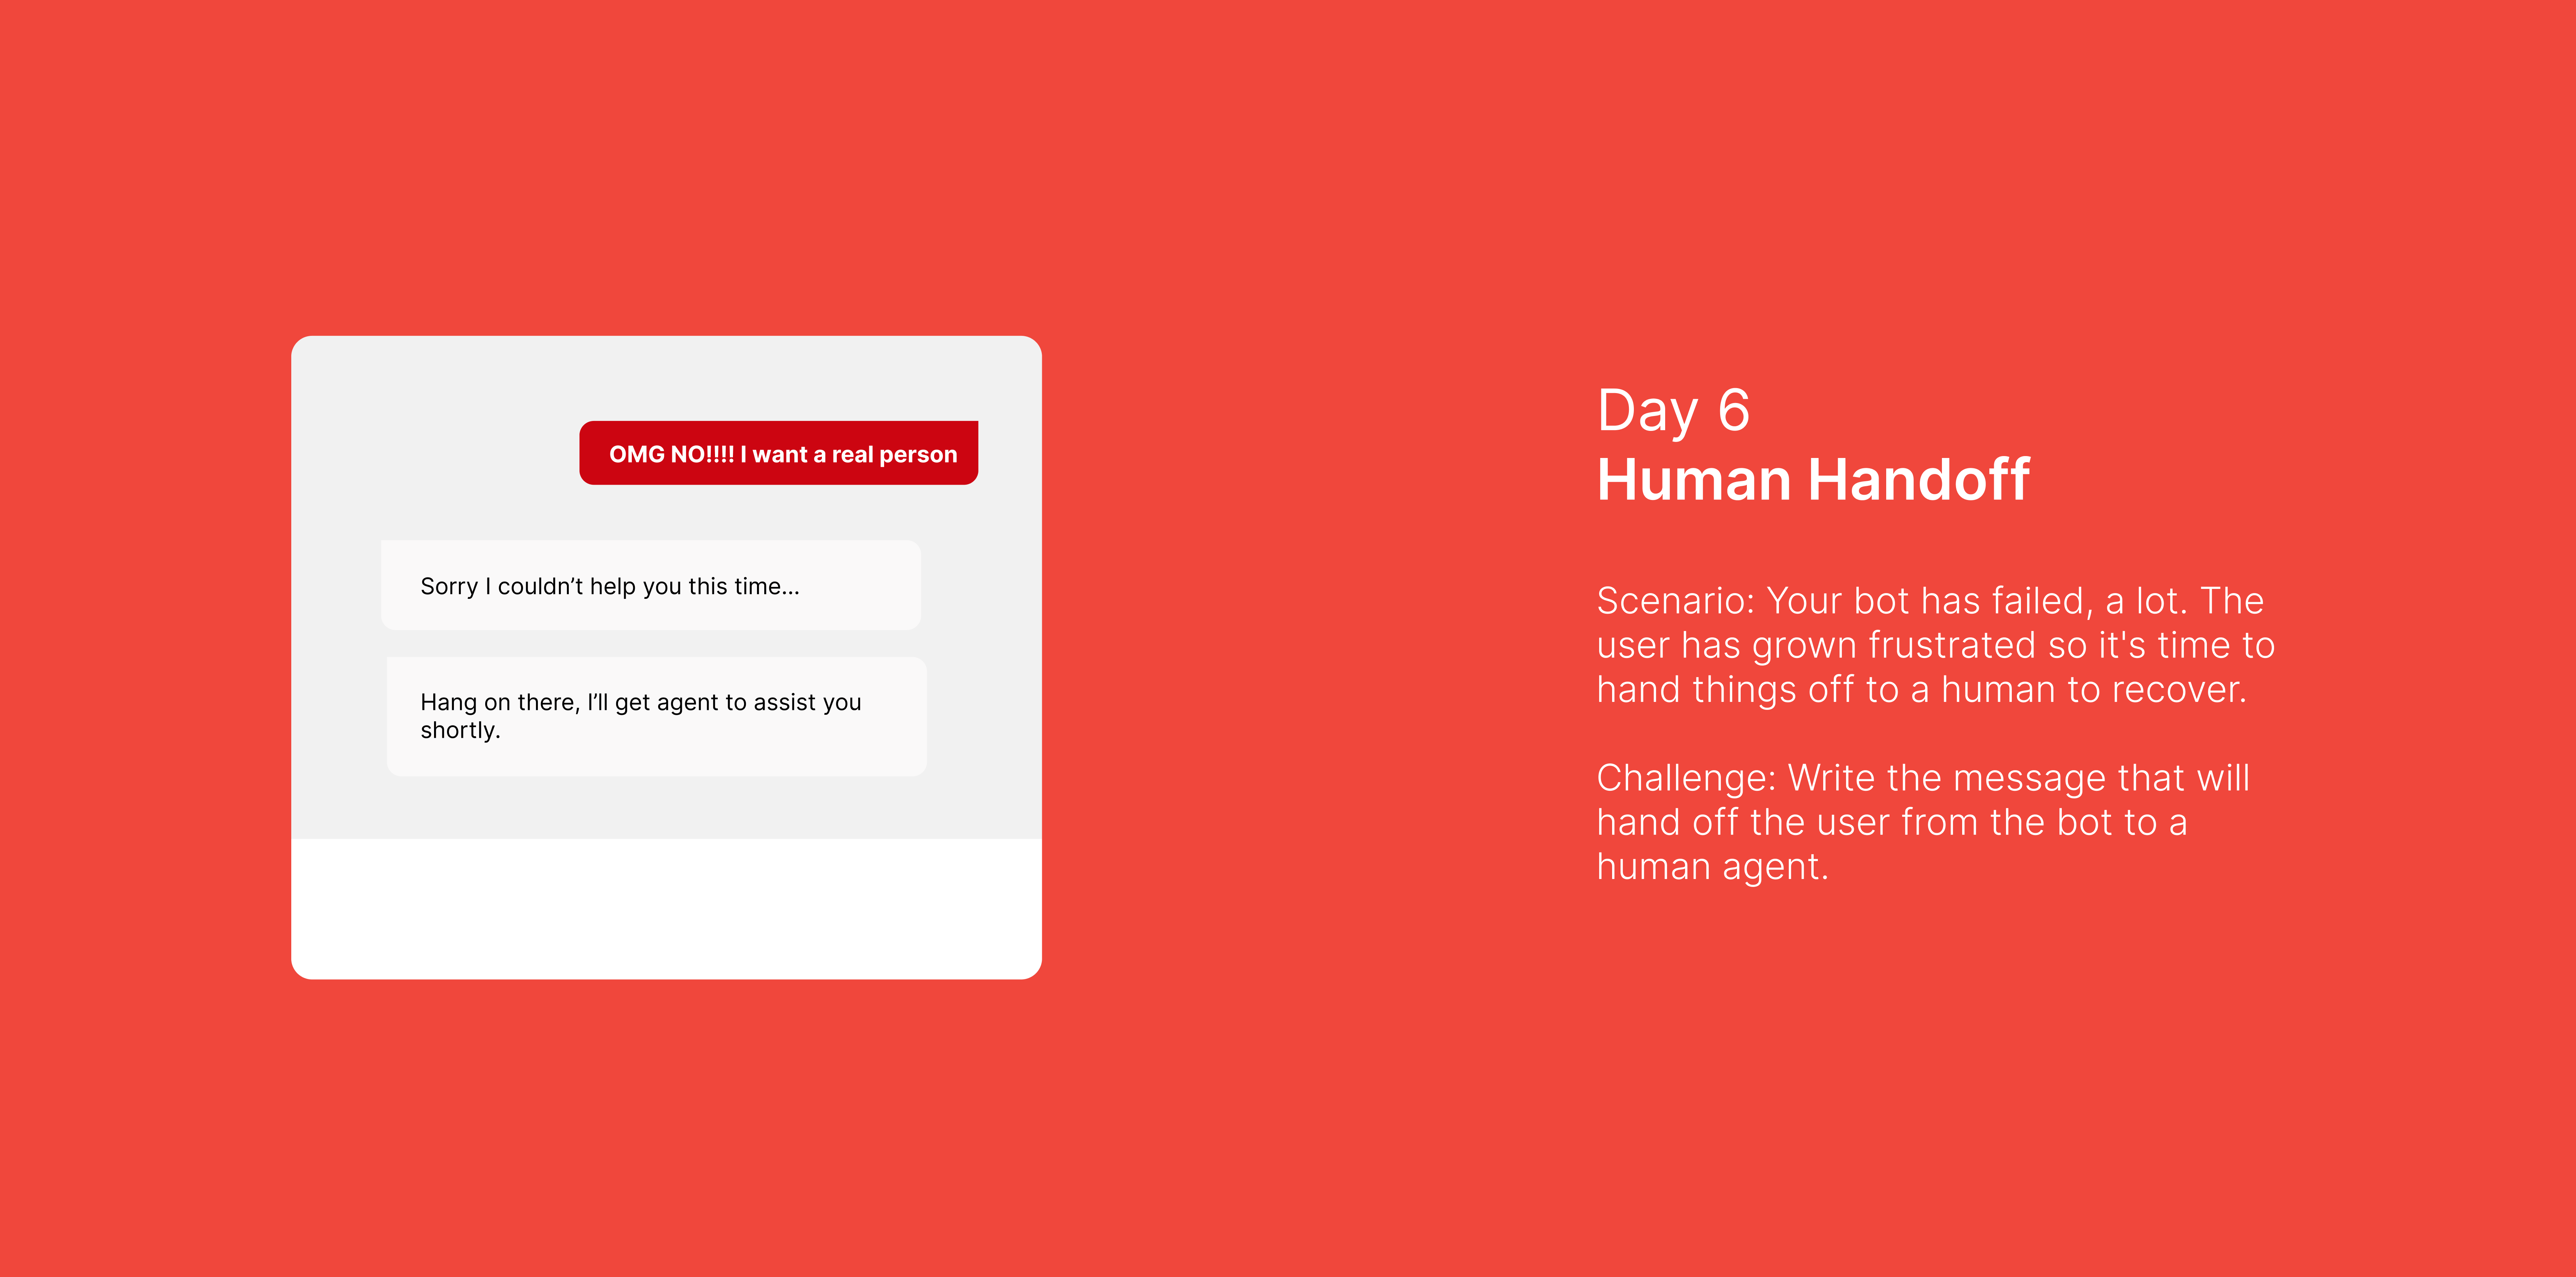 OMG NO!!!! I want a real person
Sorry I couldn’t help you this time...
Hang on there, I’ll get agent to assist you
shortly.
Day 6
Human Handoff
Scenario: Your bot has failed, a lot. The
user has grown frustrated so it's time to
hand things off to a human to recover.
Challenge: Write the message that will
hand off the user from the bot to a
human agent.